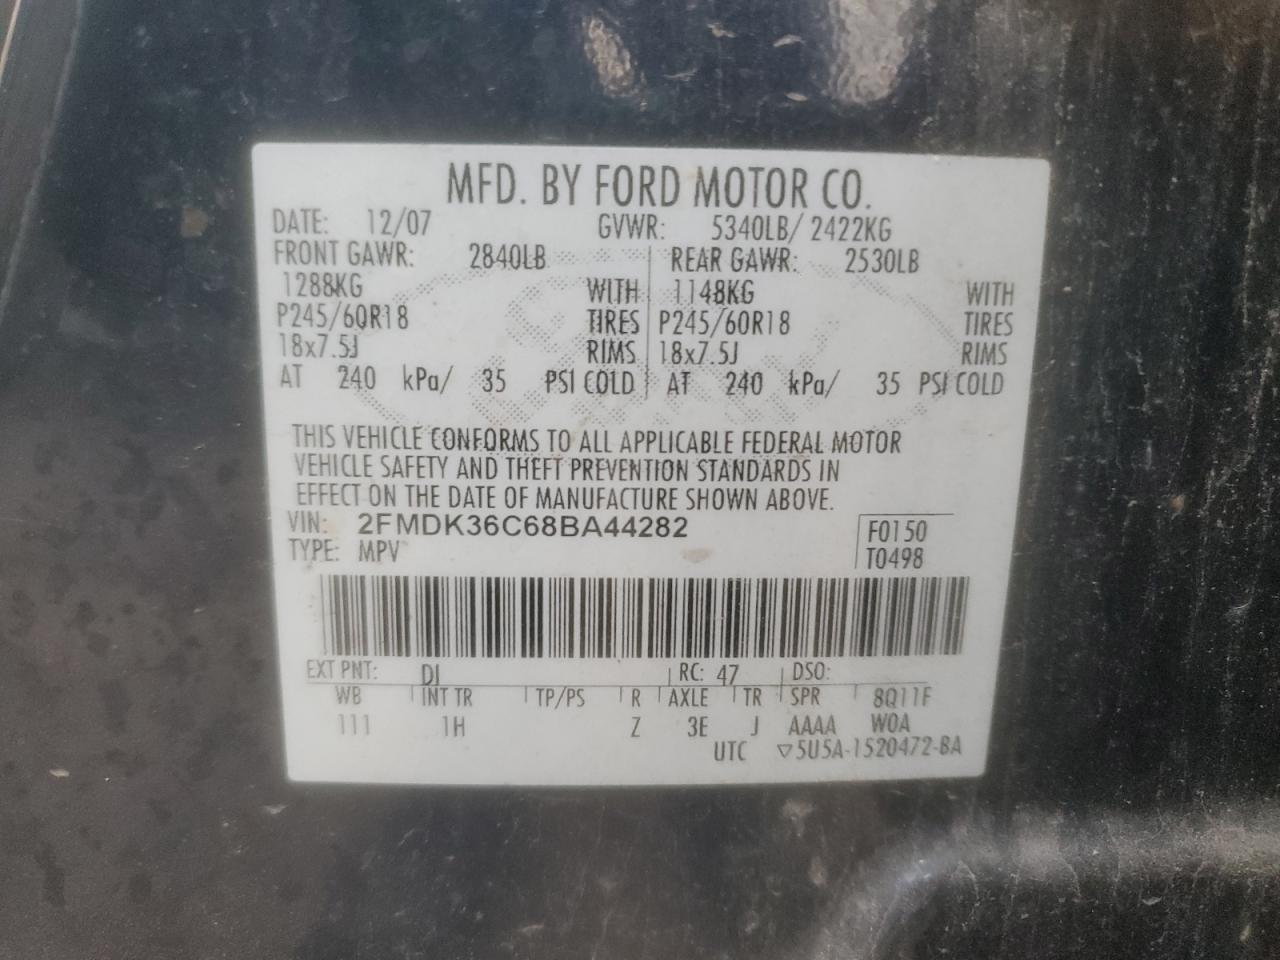 MFD. BY FORD MOTOR CO.
DATE: 12/07 GVWR: 5340LB/ 2422KG
FRONT GAWR: 2840LB REAR GAWR: 2530LB
1288KG WITH 1148KG WITH
P245/60R18 TIRES P245/60R18 TIRES
18x7.5J RIMS 18x7.5J RIMS
AT 240 kPa/ 35 PSI COLD AT 240 kPa/ 35 PSI COLD
THIS VEHICLE CONFORMS TO ALL APPLICABLE FEDERAL MOTOR
VEHICLE SAFETY AND THEFT PREVENTION STANDARDS IN
EFFECT ON THE DATE OF MANUFACTURE SHOWN ABOVE.
VIN: 2FMDK36C68BA44282 F0150
TYPE: MPV T0498
EXT PNT: DJ RC: 47 DSO:
WB INT TR TP/PS R AXLE TR SPR 8Q11F
111 1H Z 3E J AAAA W0A
UTC ▽5U5A-1520472-BA